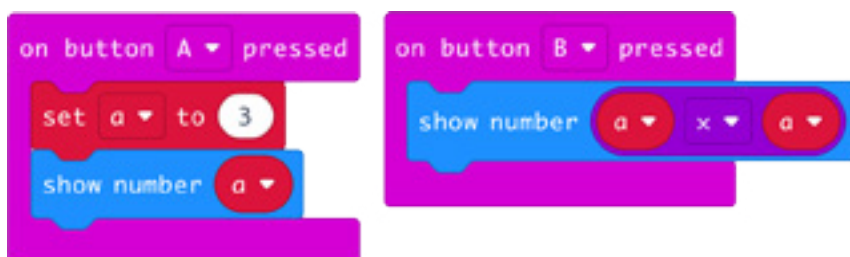 on button A pressed
set a to 3
show number a
on button B pressed
show number a x a